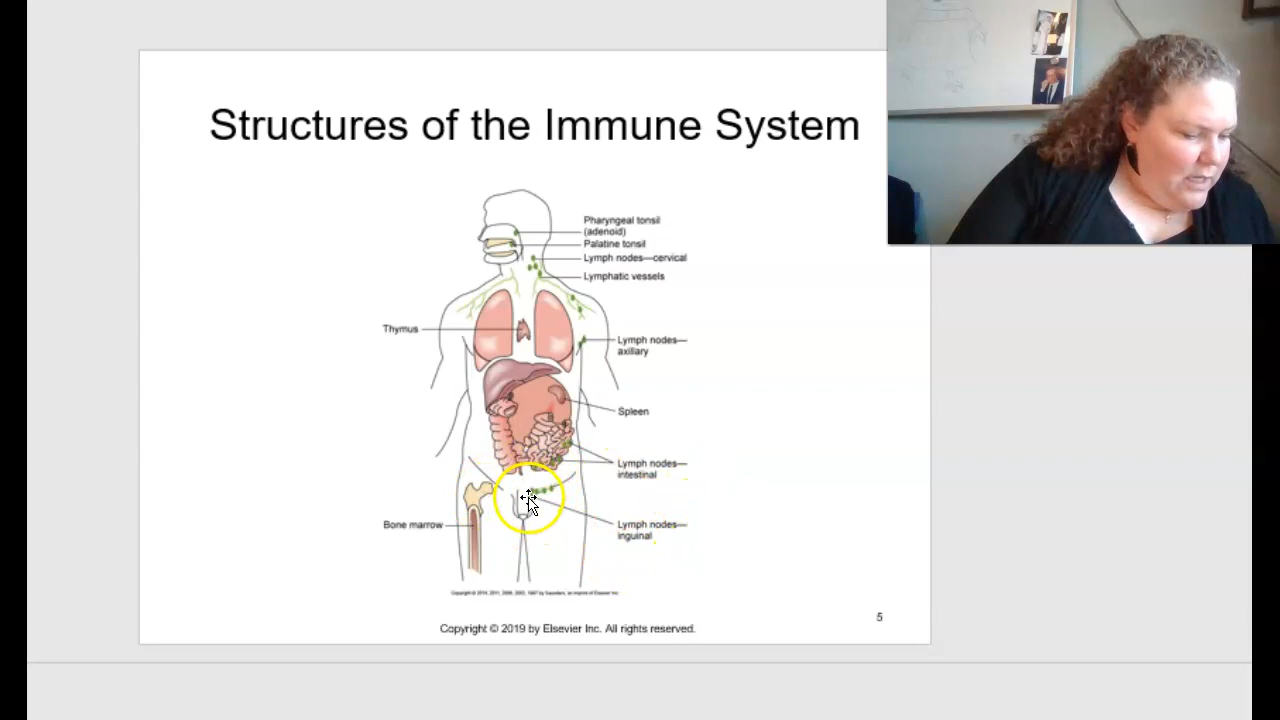 Structures of the Immune System
Pharyngeal tonsil
(adenoid)
Palatine tonsil
Lymph nodes—cervical
Lymphatic vessels
Thymus
Lymph nodes—
axillary
Spleen
Lymph nodes—
intestinal
Bone marrow
Lymph nodes—
inguinal
Copyright © 2019 by Elsevier Inc. All rights reserved.
5